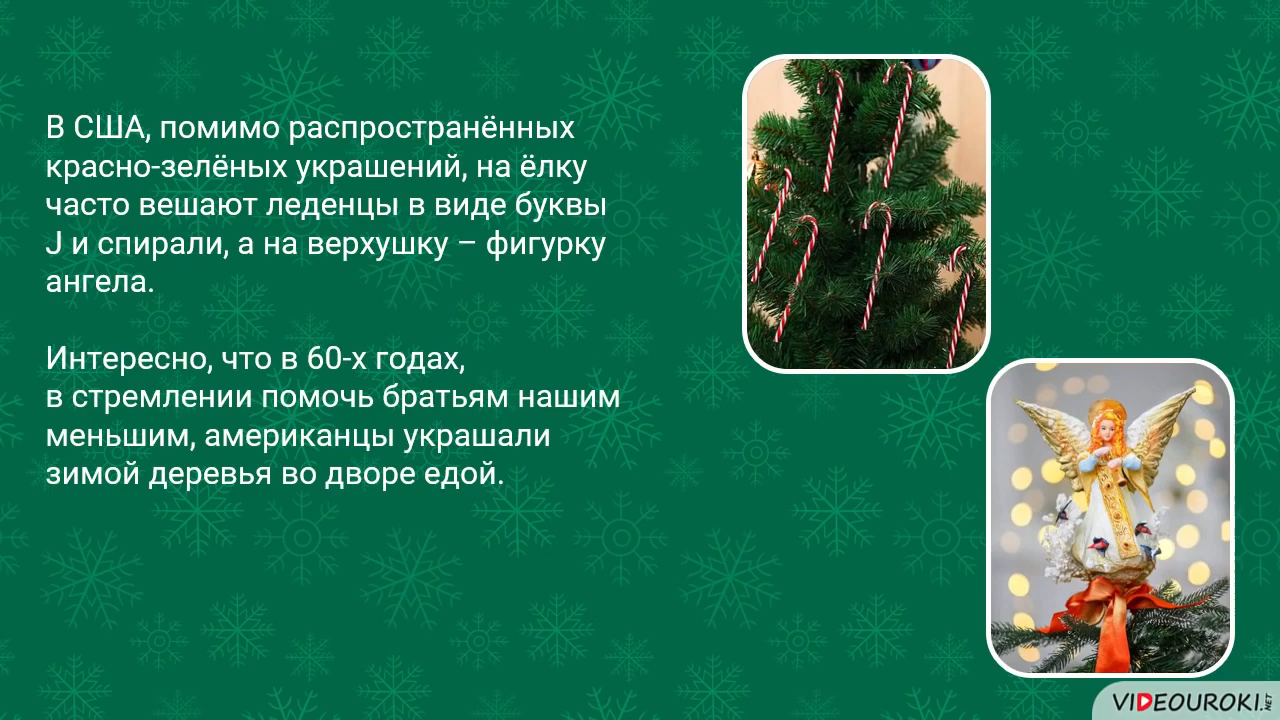 В США, помимо распространённых
красно-зелёных украшений, на ёлку
часто вешают леденцы в виде буквы
J и спирали, а на верхушку – фигурку
ангела.
Интересно, что в 60-х годах,
в стремлении помочь братьям нашим
меньшим, американцы украшали
зимой деревья во дворе едой.
VIDEOUROKI.NET